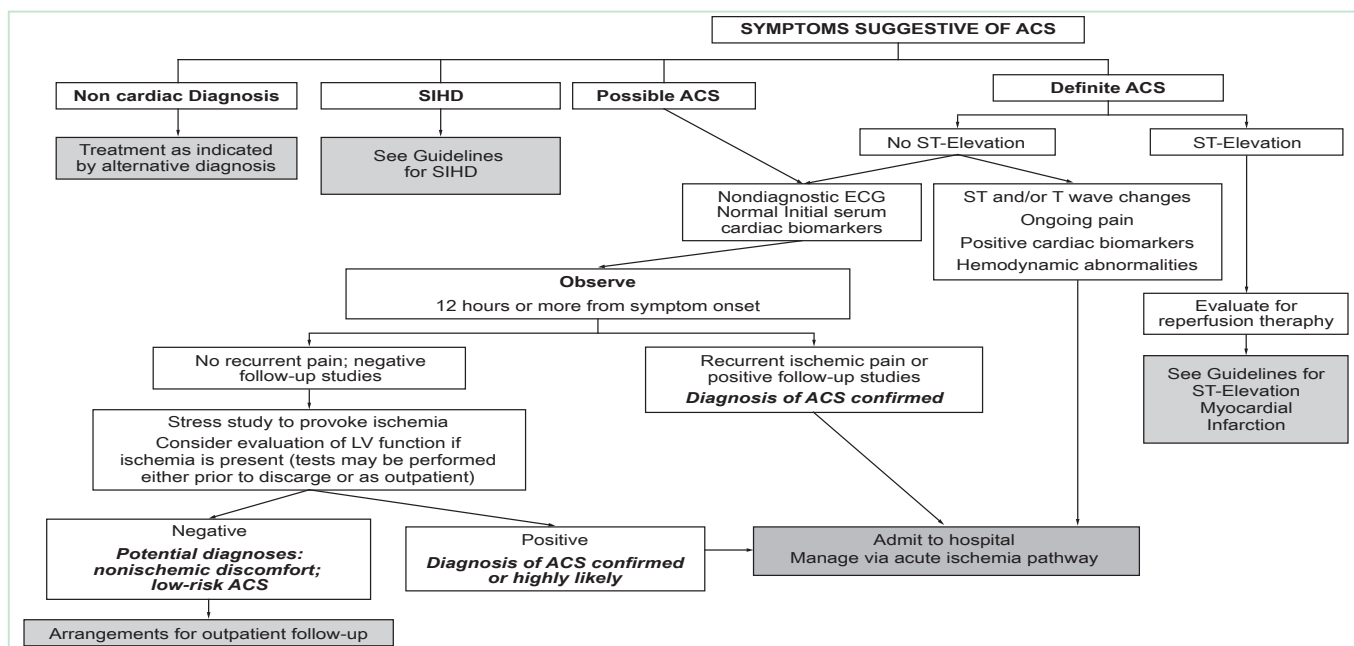 SYMPTOMS SUGGESTIVE OF ACS
Non cardiac Diagnosis
SIHD
Possible ACS
Definite ACS
Treatment as indicated
by alternative diagnosis
See Guidelines
for SIHD
No ST-Elevation
ST-Elevation
Nondiagnostic ECG
Normal Initial serum
cardiac biomarkers
ST and/or T wave changes
Ongoing pain
Positive cardiac biomarkers
Hemodynamic abnormalities
Observe
12 hours or more from symptom onset
Evaluate for
reperfusion theraphy
No recurrent pain; negative
follow-up studies
Recurrent ischemic pain or
positive follow-up studies
Diagnosis of ACS confirmed
See Guidelines for
ST-Elevation
Myocardial
Infarction
Stress study to provoke ischemia
Consider evaluation of LV function if
ischemia is present (tests may be performed
either prior to discarge or as outpatient)
Negative
Potential diagnoses:
nonischemic discomfort;
low-risk ACS
Positive
Diagnosis of ACS confirmed
or highly likely
Admit to hospital
Manage via acute ischemia pathway
Arrangements for outpatient follow-up